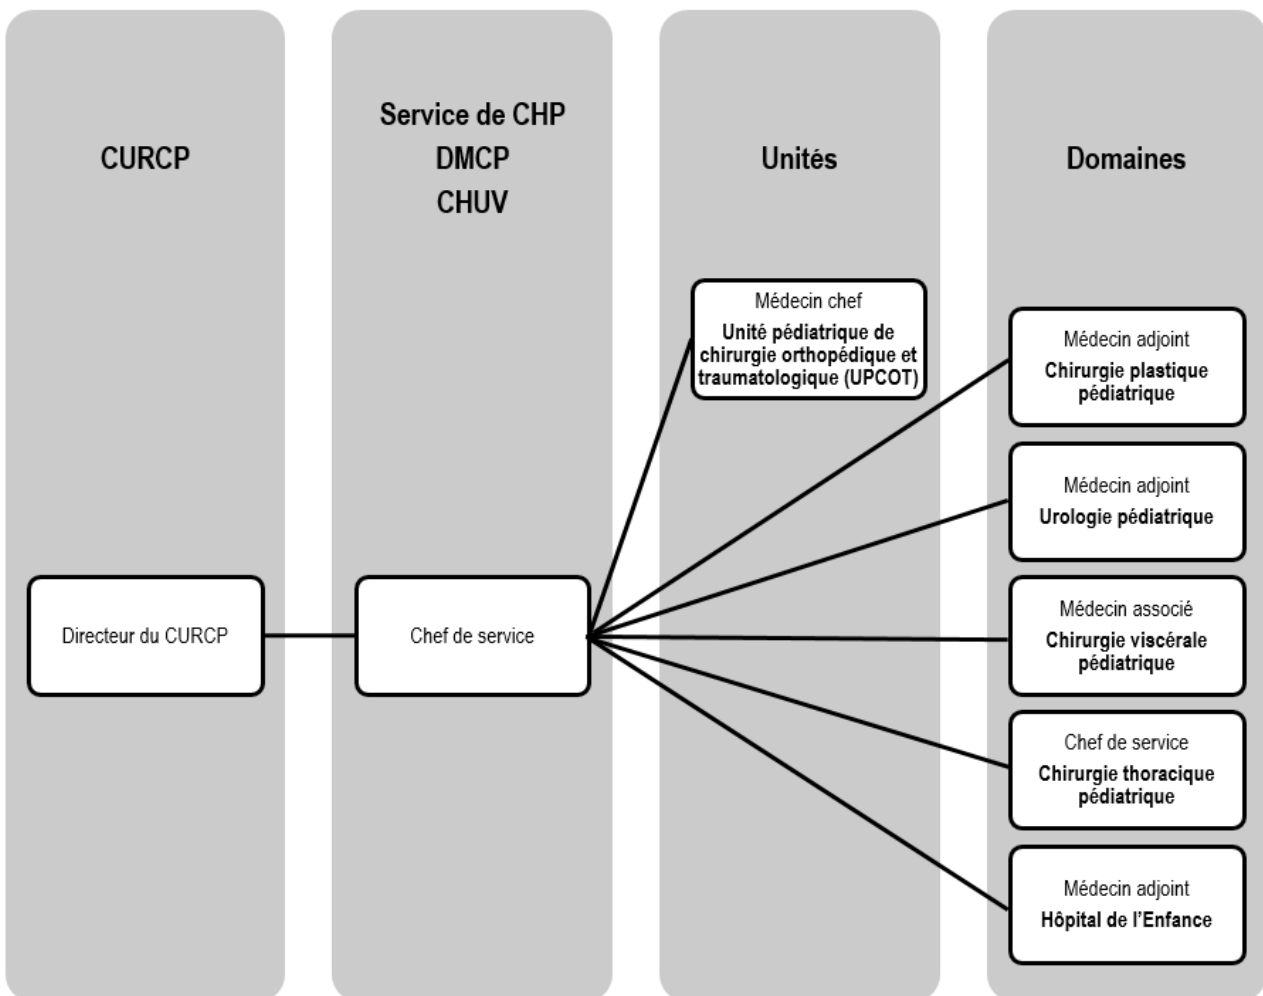 CURCP
Service de CHP
DMCP
CHUV
Unités
Domaines
Directeur du CURCP
Chef de service
Médecin chef
Unité pédiatrique de
chirurgie orthopédique et
traumatologique (UPCOT)
Médecin adjoint
Chirurgie plastique
pédiatrique
Médecin adjoint
Urologie pédiatrique
Médecin associé
Chirurgie viscérale
pédiatrique
Chef de service
Chirurgie thoracique
pédiatrique
Médecin adjoint
Hôpital de l'Enfance